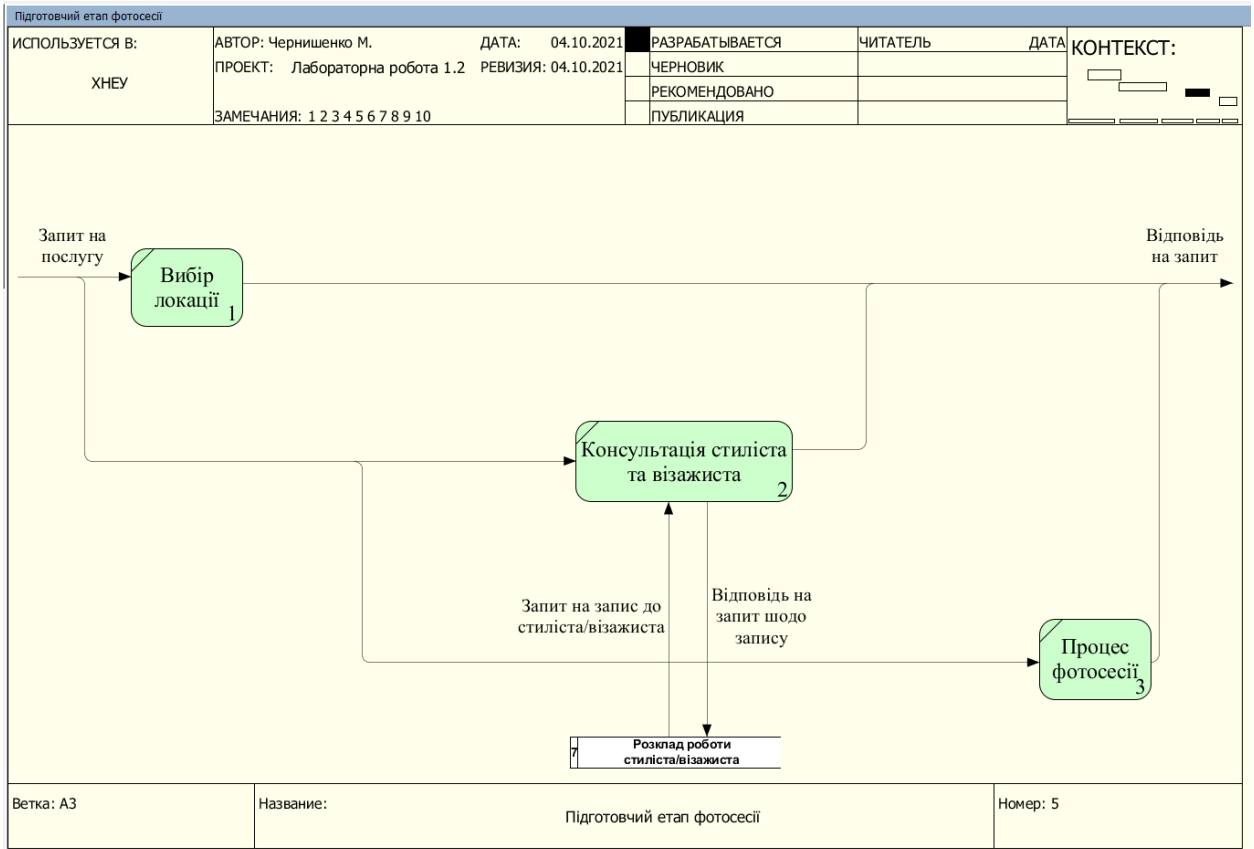 Підготовчий етап фотосесії
ИСПОЛЬЗУЕТСЯ В:
ХНЕУ
АВТОР: Чернишенко М.
ДАТА: 04.10.2021
ПРОЕКТ: Лабораторна робота 1.2
РЕВИЗИЯ: 04.10.2021
ЗАМЕЧАНИЯ: 1 2 3 4 5 6 7 8 9 10
РАЗРАБАТЫВАЕТСЯ
ЧЕРНОВИК
РЕКОМЕНДОВАНО
ПУБЛИКАЦИЯ
ЧИТАТЕЛЬ
ДАТА
КОНТЕКСТ:
Запит на
послугу
Вибір
локації
1
Відповідь
на запит
Консультація стиліста
та візажиста
2
Запит на запис до
стиліста/візажиста
Відповідь на
запит шодо
запису
Процес
фотосесії
3
7
Розклад роботи
стиліста/візажиста
Ветка: A3
Название:
Підготовчий етап фотосесії
Номер: 5